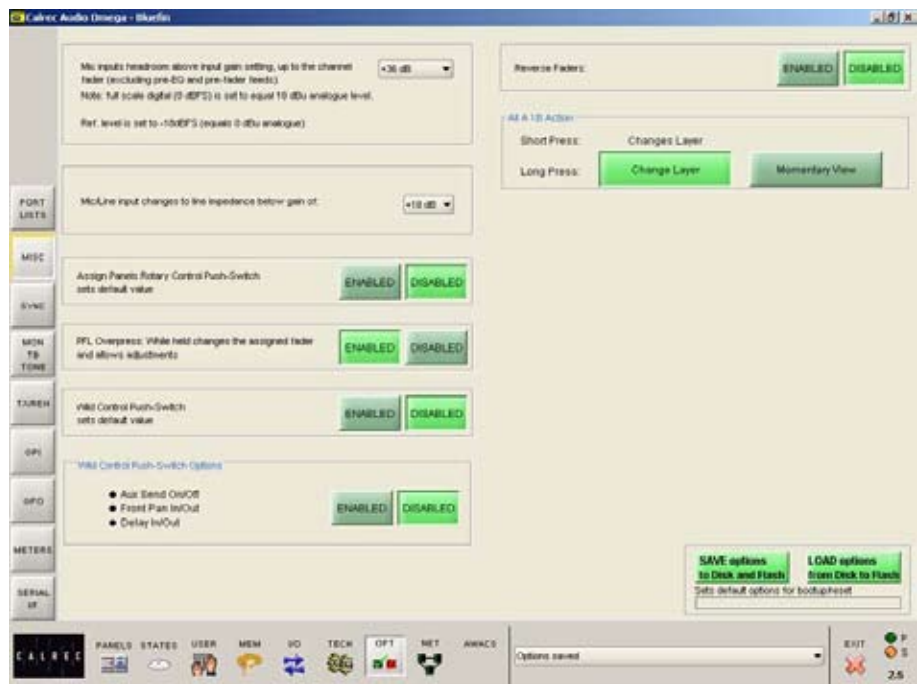 Calrec Audio Omega - Bluefin
Mic inputs headroom above input gain setting, up to the channel
fader (excluding pre-EQ and pre-fader feeds).
+36 dB
Note: full scale digital (0 dBFS) is set to equal 18 dBu analogue level.
Ref. level is set to -18dBFS (equals 0 dBu analogue)
Mic/Line input changes to line impedance below gain of:
+18 dB
Assign Panels Rotary Control Push-Switch
sets default value
ENABLED DISABLED
PFL Overpress: While held changes the assigned fader
and allows adjustments
ENABLED DISABLED
Wild Control Push-Switch
sets default value
ENABLED DISABLED
Wild Control Push-Switch Options
● Aux Send On/Off
● Front Pan In/Out
● Delay In/Out
ENABLED DISABLED
Reverse Faders:
ENABLED DISABLED
All A 1B Action
Short Press: Changes Layer
Long Press: Change Layer Momentary View
SAVE options
to Disk and Flash
LOAD options
from Disk to Flash
Sets default options for bootup/reset
PORT
LISTS
MISC
SYNC
MON
TB
TONE
TX/REH
GPI
GPO
METERS
SERIAL
I/F
CALREC
PANELS STATES USER MEM I/O TECH OPT NET AWACS
Options saved
EXIT
P
S
2.5